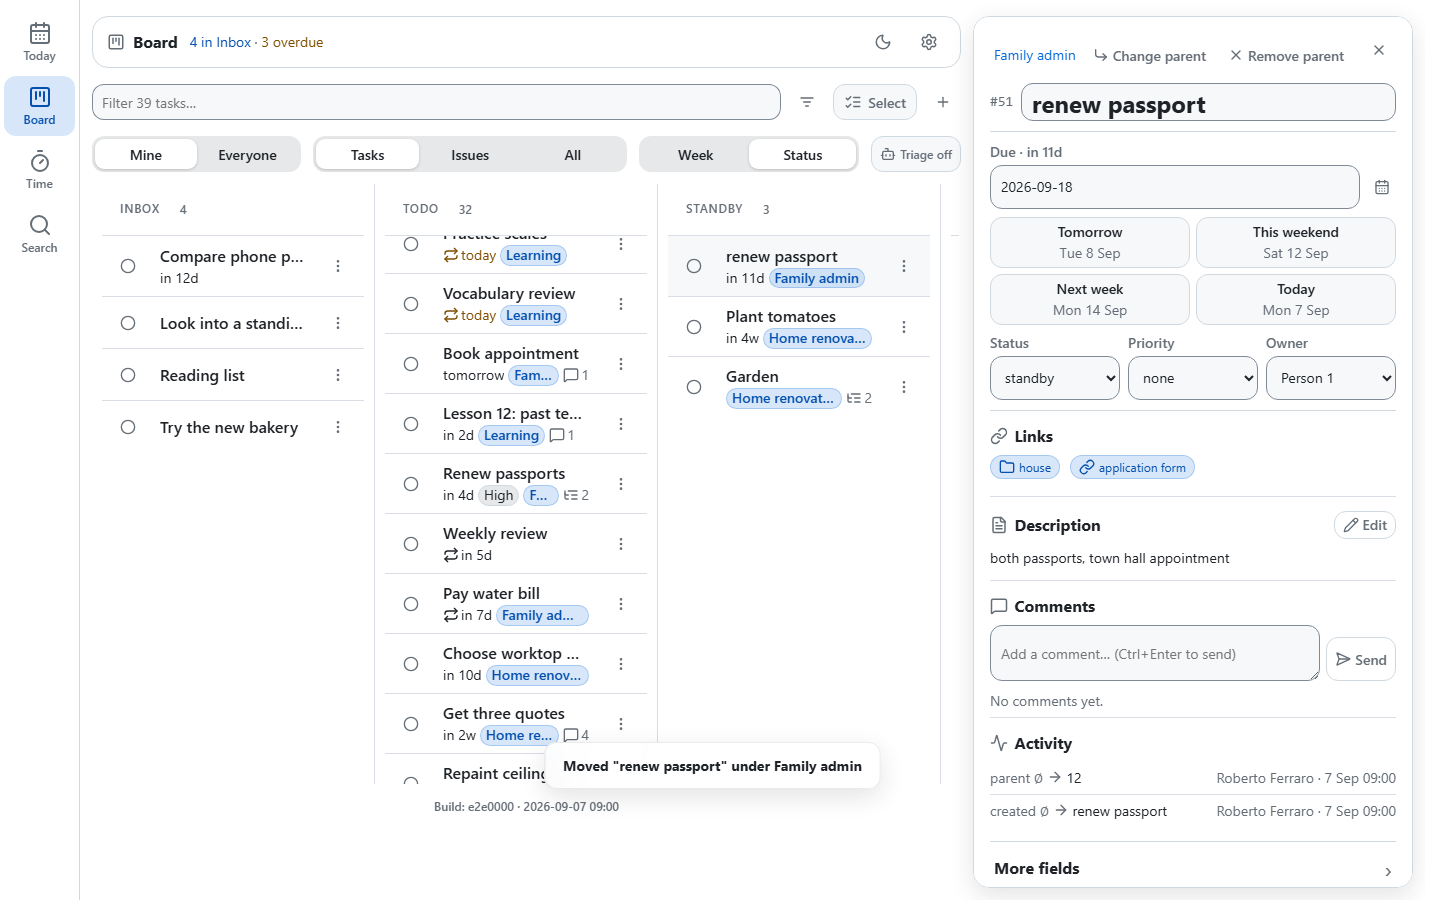 Today
Board
Time
Search
Board 4 in Inbox · 3 overdue
Filter 39 tasks...
Select
Mine Everyone
Tasks Issues All
Week Status
Triage off
INBOX 4
Compare phone p...
in 12d
Look into a standi...
Reading list
Try the new bakery
TODO 32
Practice scales
today Learning
Vocabulary review
today Learning
Book appointment
tomorrow Fam... 1
Lesson 12: past te...
in 2d Learning 1
Renew passports
in 4d High F... 2
Weekly review
in 5d
Pay water bill
in 7d Family ad...
Choose worktop ...
in 10d Home renov...
Get three quotes
in 2w Home re... 4
Repaint ceiling
STANDBY 3
renew passport
in 11d Family admin
Plant tomatoes
in 4w Home renova...
Garden
Home renovat... 2
Moved "renew passport" under Family admin
Build: e2e0000 · 2026-09-07 09:00
Family admin Change parent Remove parent
#51 renew passport
Due · in 11d
2026-09-18
Tomorrow
Tue 8 Sep
This weekend
Sat 12 Sep
Next week
Mon 14 Sep
Today
Mon 7 Sep
Status Priority Owner
standby none Person 1
Links
house application form
Description Edit
both passports, town hall appointment
Comments
Add a comment... (Ctrl+Enter to send)
Send
No comments yet.
Activity
parent ∅ → 12 Roberto Ferraro · 7 Sep 09:00
created ∅ → renew passport Roberto Ferraro · 7 Sep 09:00
More fields